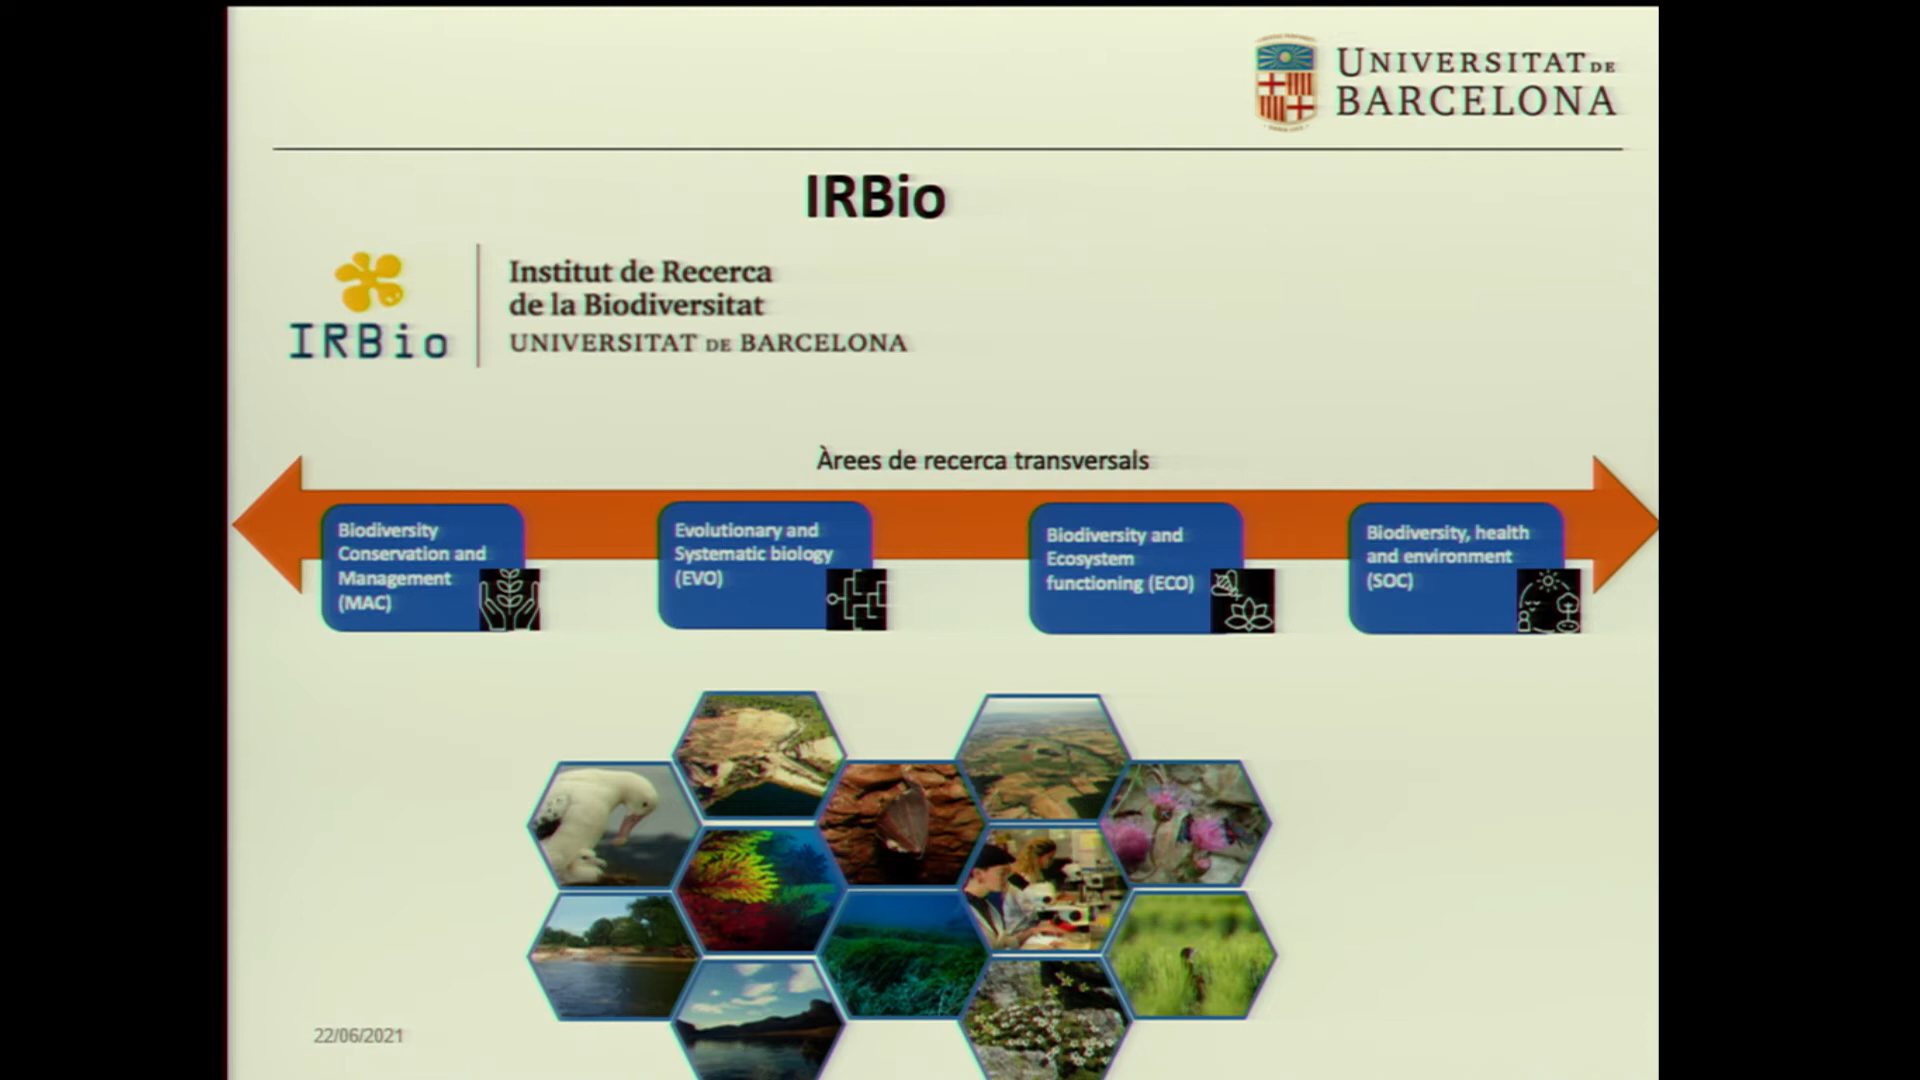 UNIVERSITAT DE
BARCELONA
IRBio
IRBio
Institut de Recerca
de la Biodiversitat
UNIVERSITAT DE BARCELONA
Àrees de recerca transversals
Biodiversity
Conservation and
Management
(MAC)
Evolutionary and
Systematic biology
(EVO)
Biodiversity and
Ecosystem
functioning (ECO)
Biodiversity, health
and environment
(SOC)
22/06/2021